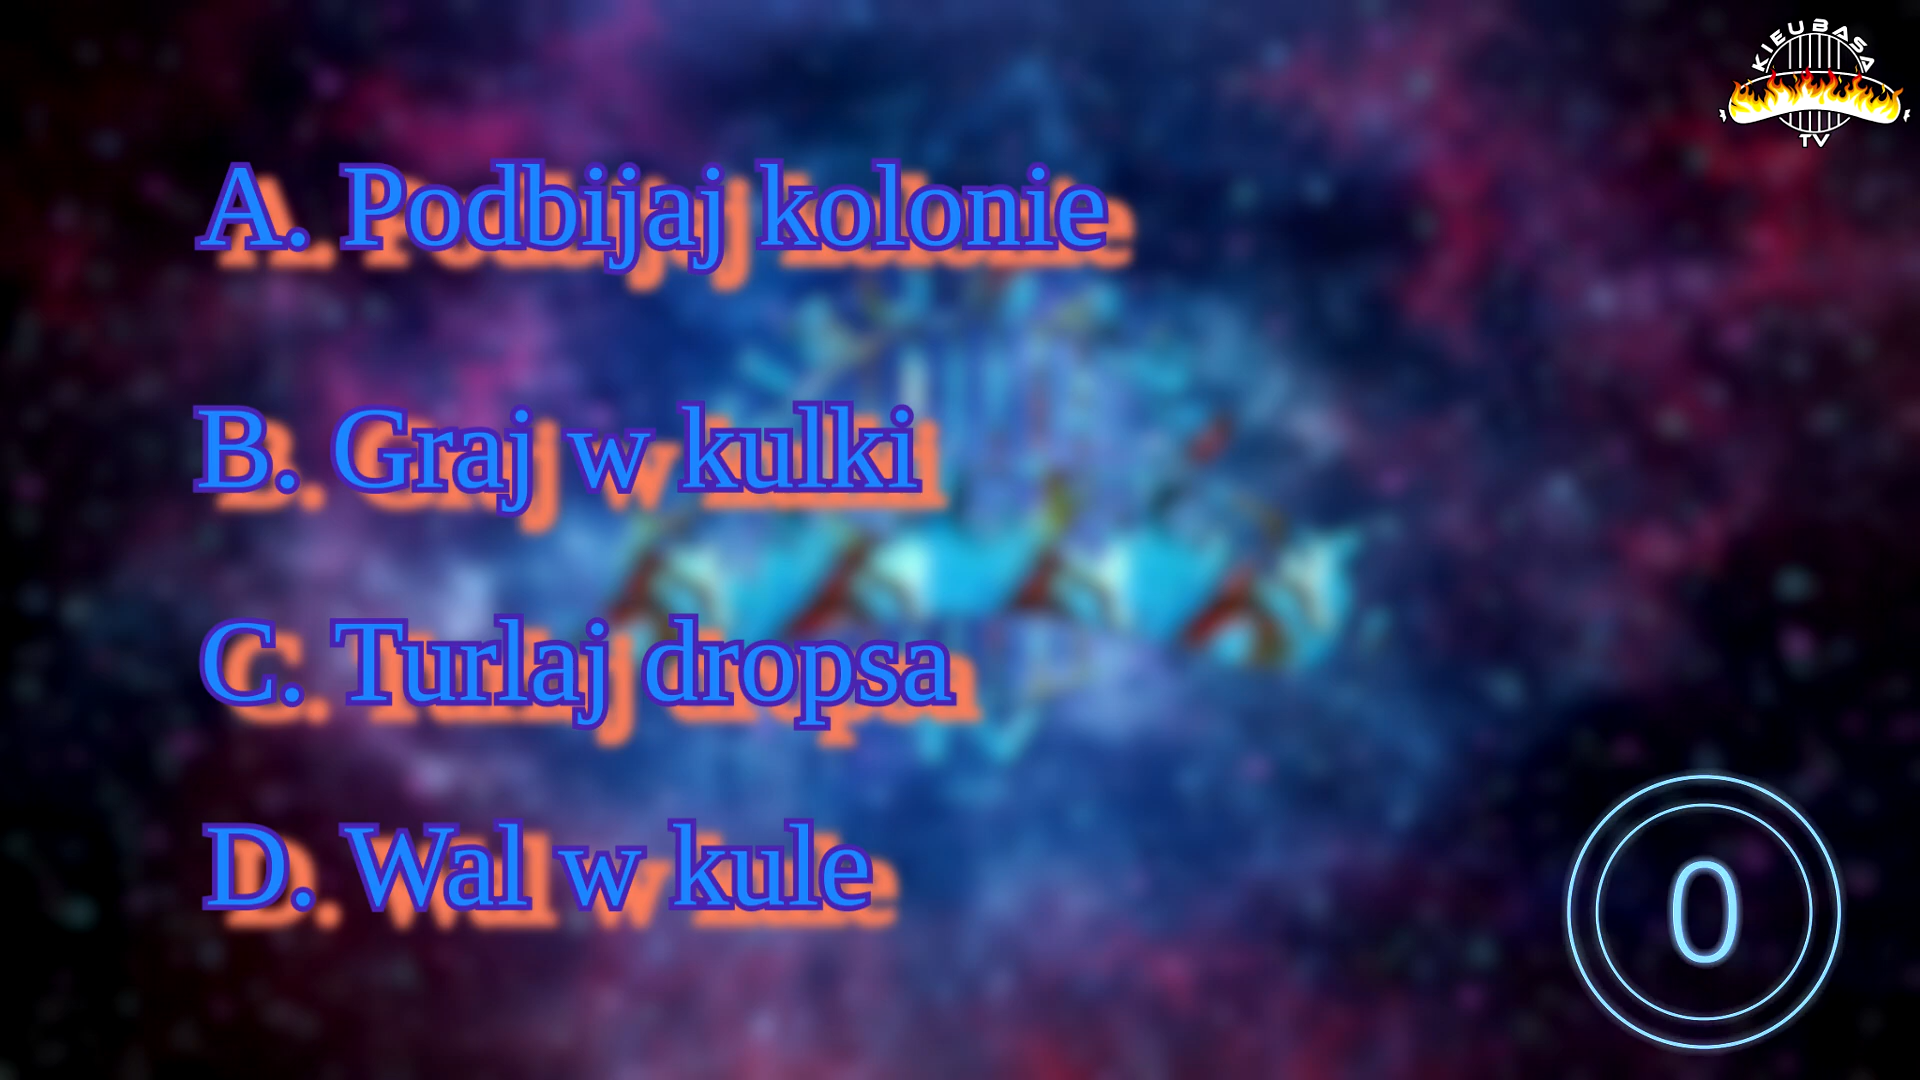 KIEUBASA
TV
A. Podbijaj kolonie
B. Graj w kulki
C. Turlaj dropsa
D. Wal w kule
0